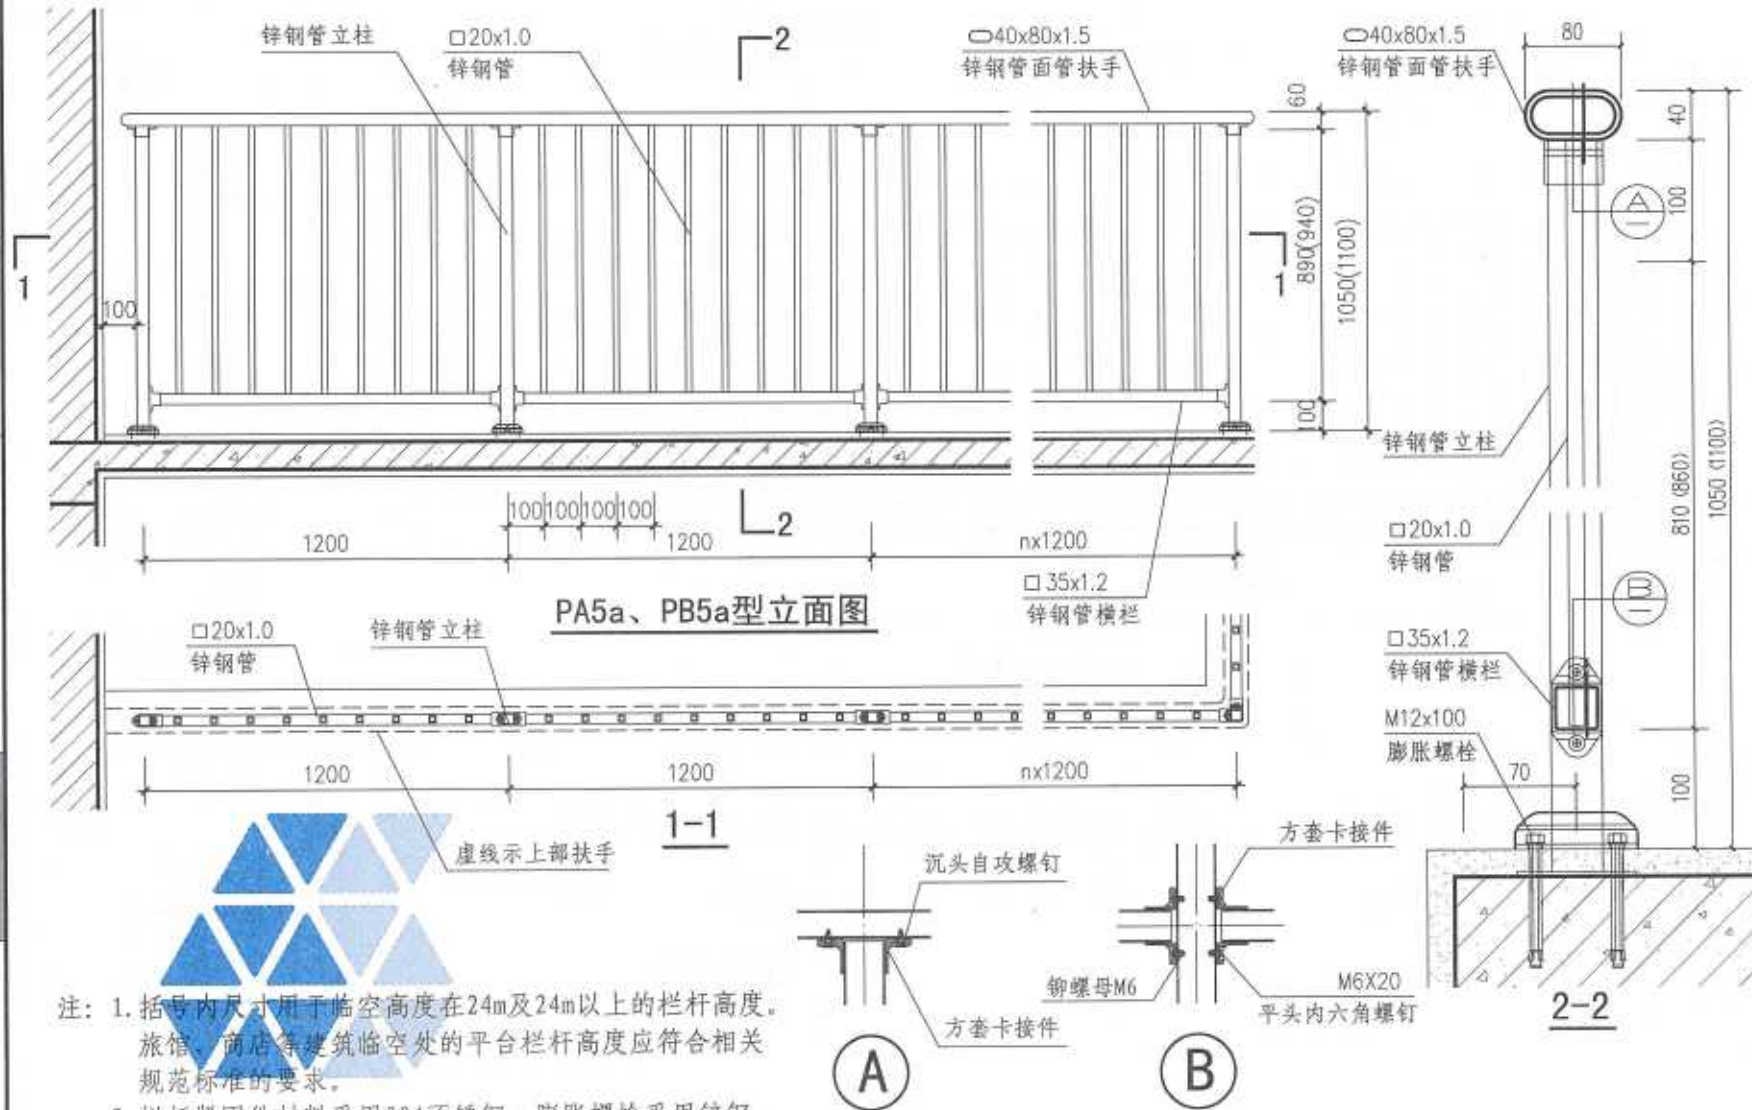 锌钢管立柱
□20x1.0
锌钢管
2
⬭40x80x1.5
锌钢管面管扶手
60
890(940)
1050(1100)
100
1
1
100
100 100 100 100
2
1200
1200
nx1200
□35x1.2
锌钢管横栏
PA5a、PB5a型立面图
□20x1.0
锌钢管
锌钢管立柱
1200
1200
nx1200
1-1
虚线示上部扶手
⬭40x80x1.5
锌钢管面管扶手
80
40
100
A
锌钢管立柱
810(860)
1050(1100)
□20x1.0
锌钢管
B
□35x1.2
锌钢管横栏
M12x100
膨胀螺栓
70
100
2-2
沉头自攻螺钉
方套卡接件
A
方套卡接件
铆螺母M6
M6X20
平头内六角螺钉
B
注: 1.括号内尺寸用于临空高度在24m及24m以上的栏杆高度。
旅馆、商店等建筑临空处的平台栏杆高度应符合相关
规范标准的要求。